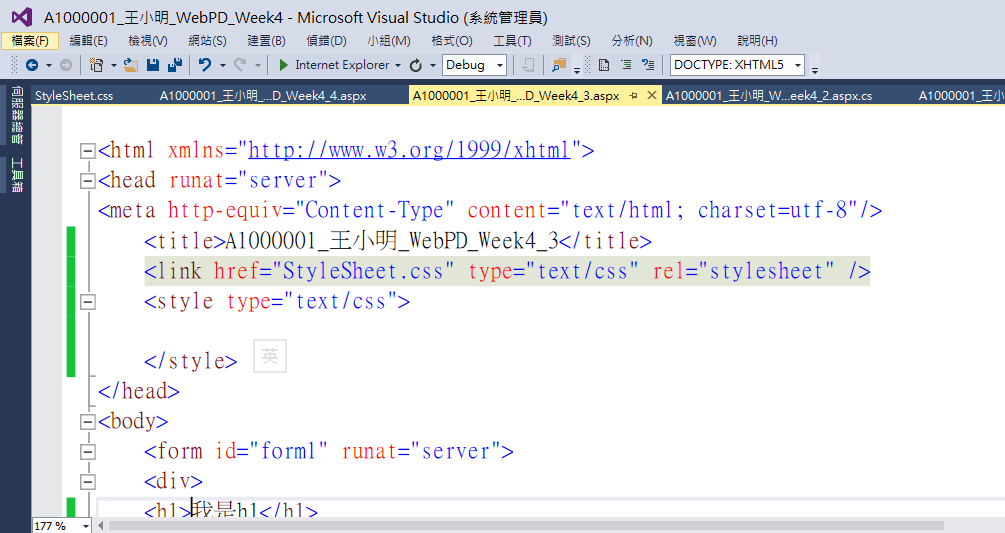 A1000001_王小明_WebPD_Week4 - Microsoft Visual Studio (系統管理員)
檔案(F) 編輯(E) 檢視(V) 網站(S) 建置(B) 偵錯(D) 小組(M) 格式(O) 工具(T) 測試(S) 分析(N) 視窗(W) 說明(H)
Internet Explorer Debug DOCTYPE: XHTML5
伺服器總管
工具箱
StyleSheet.css A1000001_王小明_...D_Week4_4.aspx A1000001_王小明_...D_Week4_3.aspx A1000001_王小明_W...eek4_2.aspx.cs A1000001_王小
<html xmlns="http://www.w3.org/1999/xhtml">
<head runat="server">
<meta http-equiv="Content-Type" content="text/html; charset=utf-8"/>
<title>A1000001_王小明_WebPD_Week4_3</title>
<link href="StyleSheet.css" type="text/css" rel="stylesheet" />
<style type="text/css">
</style>
英
</head>
<body>
<form id="form1" runat="server">
<div>
<h1>我是h1</h1>
177 %